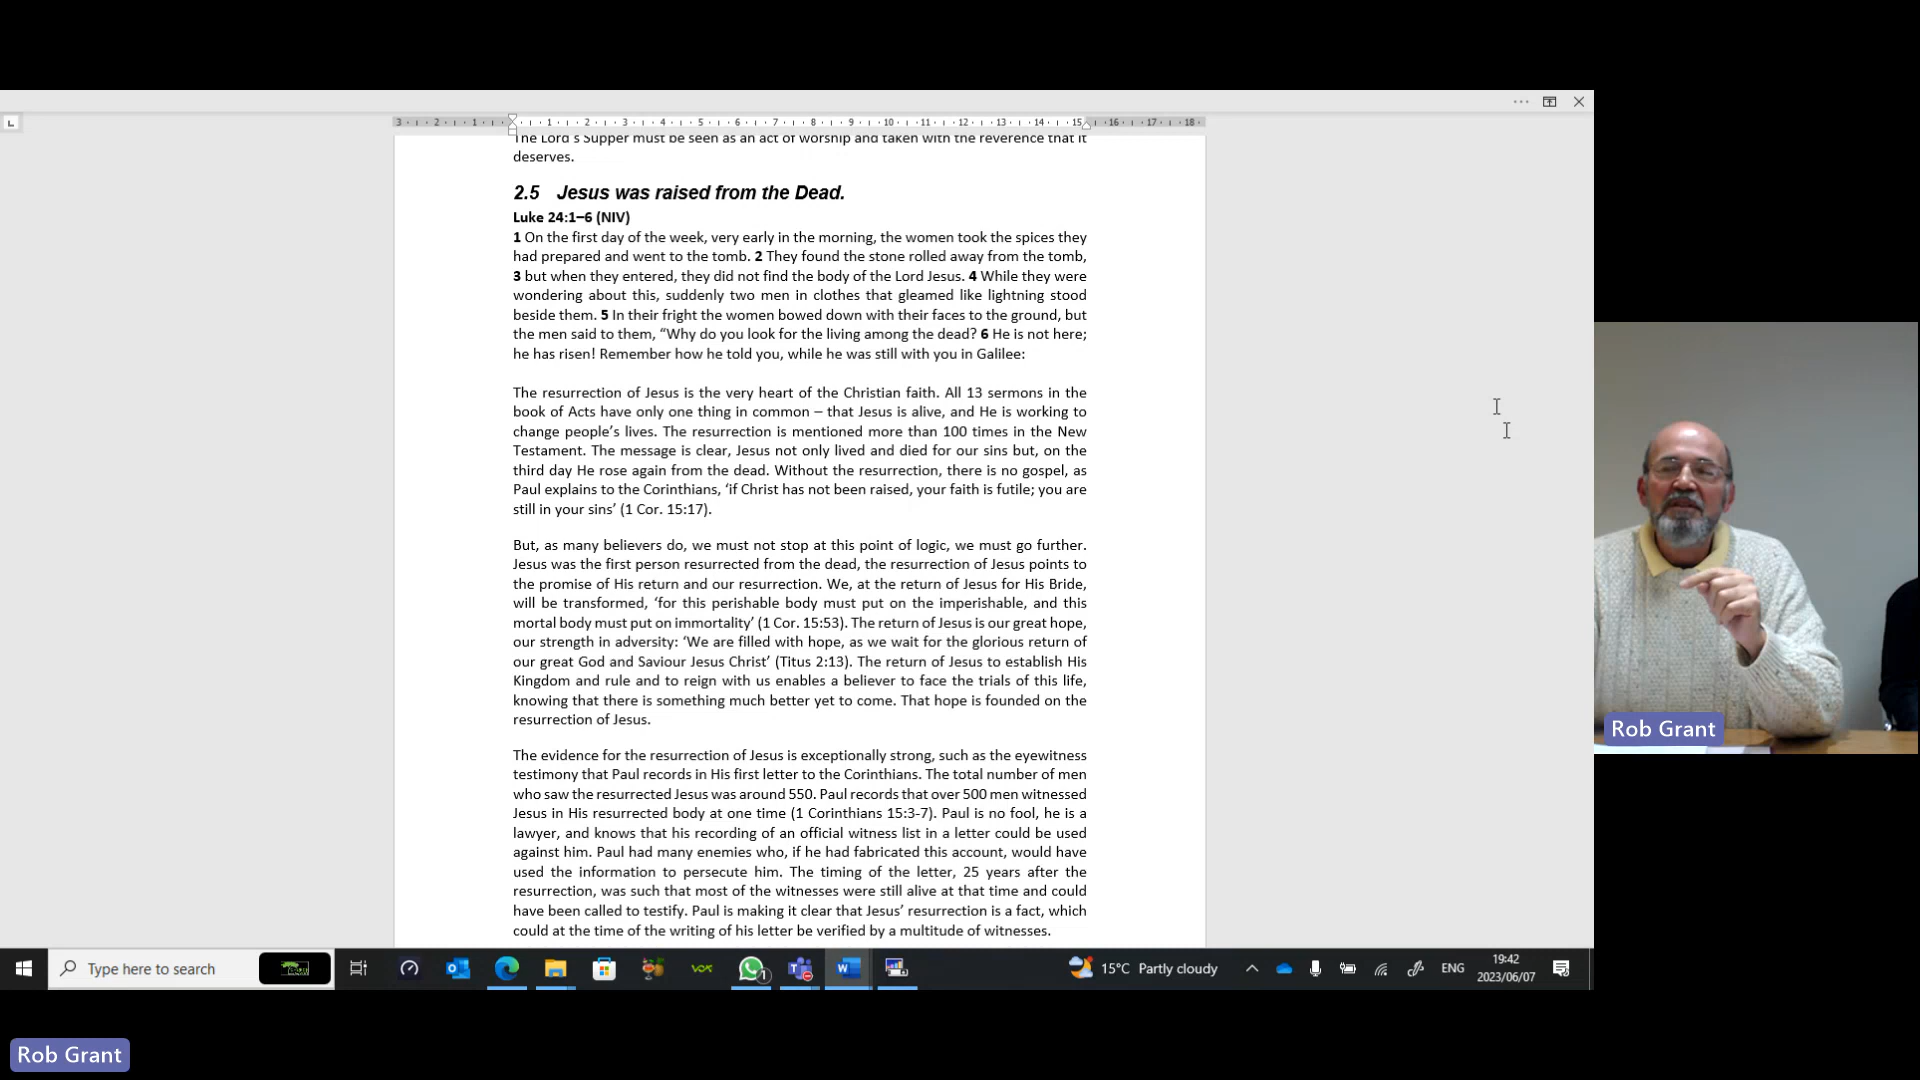 3 2 1 1 2 3 4 5 6 7 8 9 10 11 12 13 14 15 16 17 18
The Lord's Supper must be seen as an act of worship and taken with the reverence that it
deserves.
2.5 Jesus was raised from the Dead.
Luke 24:1–6 (NIV)
1 On the first day of the week, very early in the morning, the women took the spices they
had prepared and went to the tomb. 2 They found the stone rolled away from the tomb,
3 but when they entered, they did not find the body of the Lord Jesus. 4 While they were
wondering about this, suddenly two men in clothes that gleamed like lightning stood
beside them. 5 In their fright the women bowed down with their faces to the ground, but
the men said to them, “Why do you look for the living among the dead? 6 He is not here;
he has risen! Remember how he told you, while he was still with you in Galilee:
The resurrection of Jesus is the very heart of the Christian faith. All 13 sermons in the
book of Acts have only one thing in common – that Jesus is alive, and He is working to
change people’s lives. The resurrection is mentioned more than 100 times in the New
Testament. The message is clear, Jesus not only lived and died for our sins but, on the
third day He rose again from the dead. Without the resurrection, there is no gospel, as
Paul explains to the Corinthians, ‘if Christ has not been raised, your faith is futile; you are
still in your sins’ (1 Cor. 15:17).
But, as many believers do, we must not stop at this point of logic, we must go further.
Jesus was the first person resurrected from the dead, the resurrection of Jesus points to
the promise of His return and our resurrection. We, at the return of Jesus for His Bride,
will be transformed, ‘for this perishable body must put on the imperishable, and this
mortal body must put on immortality’ (1 Cor. 15:53). The return of Jesus is our great hope,
our strength in adversity: ‘We are filled with hope, as we wait for the glorious return of
our great God and Saviour Jesus Christ’ (Titus 2:13). The return of Jesus to establish His
Kingdom and rule and to reign with us enables a believer to face the trials of this life,
knowing that there is something much better yet to come. That hope is founded on the
resurrection of Jesus.
The evidence for the resurrection of Jesus is exceptionally strong, such as the eyewitness
testimony that Paul records in His first letter to the Corinthians. The total number of men
who saw the resurrected Jesus was around 550. Paul records that over 500 men witnessed
Jesus in His resurrected body at one time (1 Corinthians 15:3-7). Paul is no fool, he is a
lawyer, and knows that his recording of an official witness list in a letter could be used
against him. Paul had many enemies who, if he had fabricated this account, would have
used the information to persecute him. The timing of the letter, 25 years after the
resurrection, was such that most of the witnesses were still alive at that time and could
have been called to testify. Paul is making it clear that Jesus’ resurrection is a fact, which
could at the time of the writing of his letter be verified by a multitude of witnesses.
Rob Grant
Type here to search
VOX
1
15°C Partly cloudy
ENG
19:42
2023/06/07
Rob Grant